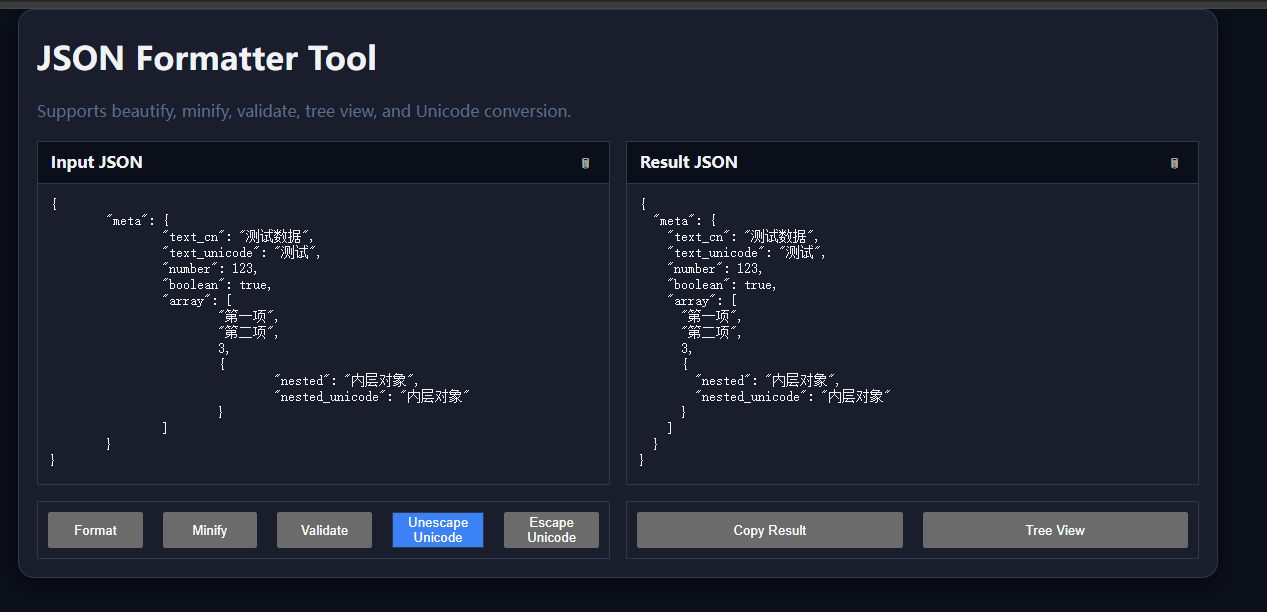 JSON Formatter Tool
Supports beautify, minify, validate, tree view, and Unicode conversion.
Input JSON
{
"meta": {
"text_cn": "测试数据",
"text_unicode": "测试",
"number": 123,
"boolean": true,
"array": [
"第一项",
"第二项",
3,
{
"nested": "内层对象",
"nested_unicode": "内层对象"
}
]
}
}
Format
Minify
Validate
Unescape
Unicode
Escape
Unicode
Result JSON
{
"meta": {
"text_cn": "测试数据",
"text_unicode": "测试",
"number": 123,
"boolean": true,
"array": [
"第一项",
"第二项",
3,
{
"nested": "内层对象",
"nested_unicode": "内层对象"
}
]
}
}
Copy Result
Tree View